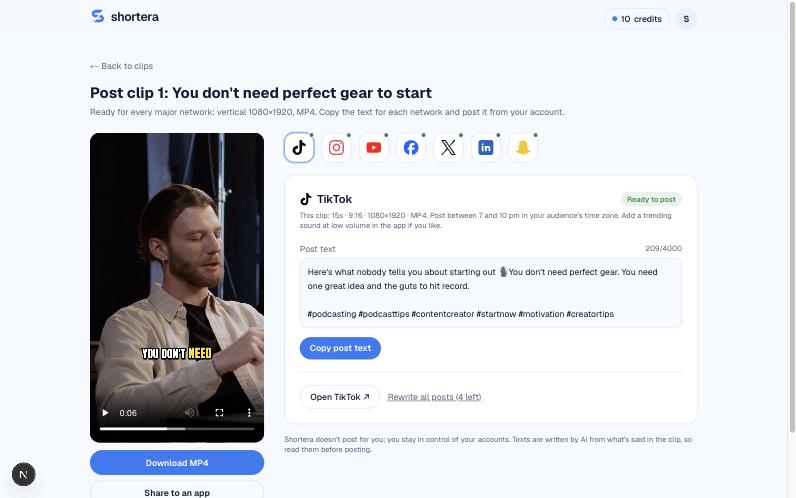 shortera
10 credits
S
← Back to clips
Post clip 1: You don't need perfect gear to start
Ready for every major network: vertical 1080×1920, MP4. Copy the text for each network and post it from your account.
TikTok
Ready to post
This clip: 15s · 9:16 · 1080×1920 · MP4. Post between 7 and 10 pm in your audience's time zone. Add a trending
sound at low volume in the app if you like.
Post text
209/4000
Here's what nobody tells you about starting out 🎙️ You don't need perfect gear. You need
one great idea and the guts to hit record.
#podcasting #podcasttips #contentcreator #startnow #motivation #creatortips
Copy post text
Open TikTok ↗
Rewrite all posts (4 left)
Shortera doesn't post for you: you stay in control of your accounts. Texts are written by AI from what's said in the clip, so
read them before posting.
YOU DON'T NEED
0:06
Download MP4
Share to an app
N